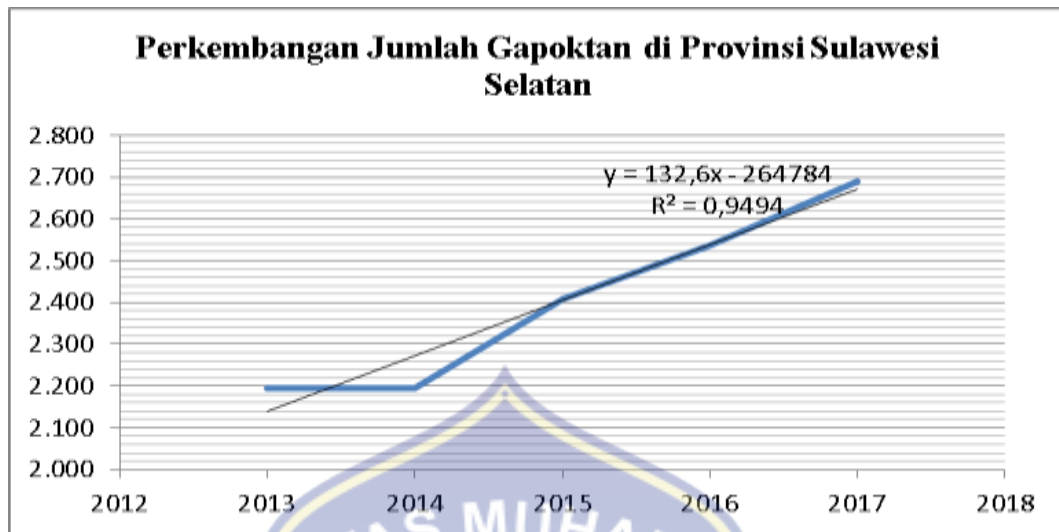 Perkembangan Jumlah Gapoktan di Provinsi Sulawesi
Selatan
2.800
2.700
2.600
2.500
2.400
2.300
2.200
2.100
2.000
y = 132,6x - 264784
R² = 0,9494
2012 2013 2014 2015 2016 2017 2018